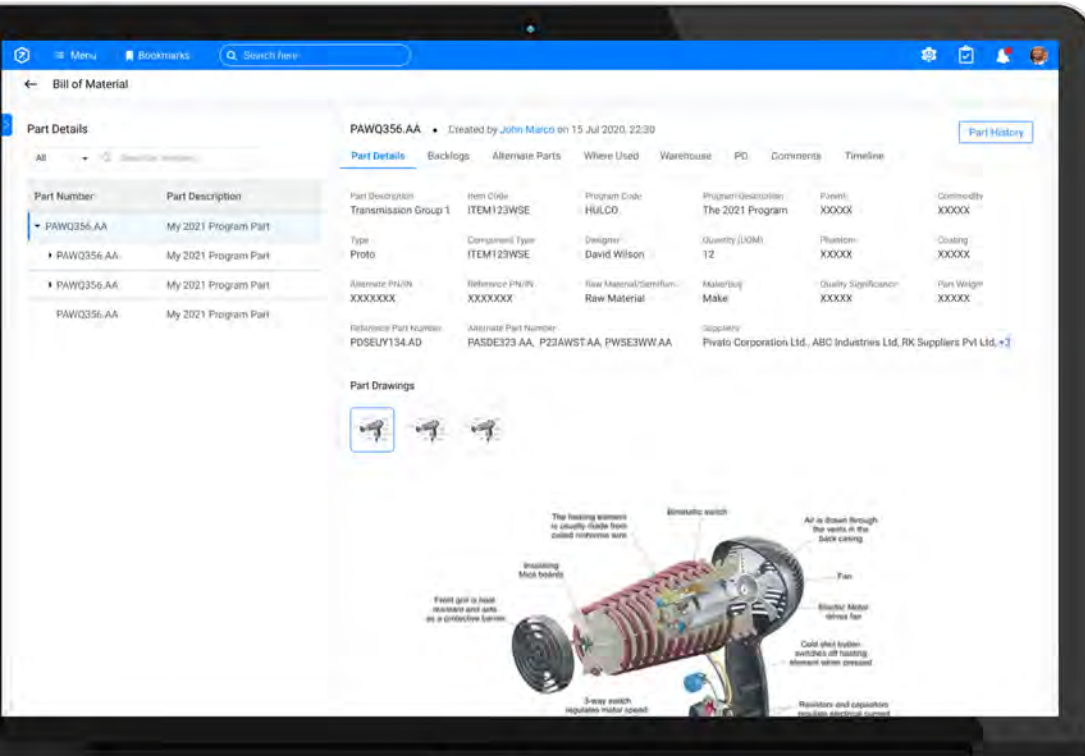 Menu
Bookmarks
Search here
Bill of Material
Part Details
All
Part Number Part Description
PAWQ356.AA My 2021 Program Part
PAWQ356.AA My 2021 Program Part
PAWQ356.AA My 2021 Program Part
PAWQ356.AA My 2021 Program Part
PAWQ356.AA • Created by John Marco on 15 Jul 2020, 22:30
Part History
Part Details Backlogs Alternate Parts Where Used Warehouse PO Comments Timeline
Part Description Item Code Program Code Program Description Parent Commodity
Transmission Group 1 ITEM123WSE HULCO The 2021 Program XXXXX XXXXX
Type Component Type Designer Quantity (UOM) Phantom Coating
Proto ITEM123WSE David Wilson 12 XXXXX XXXXX
Alternate PN/IN Reference PN/IN Raw Material/Semifurn. Make/Buy Quality Significance Part Weight
XXXXXXX XXXXXXX Raw Material Make XXXXX XXXXX
Reference Part Number Alternate Part Number Suppliers
PDSEUY134.AD PASDE323.AA, P23AWST.AA, PWSE3WW.AA Pivato Corporation Ltd., ABC Industries Ltd, RK Suppliers Pvt Ltd, +3
Part Drawings
The heating element
is usually made from
coiled nichrome wire
Bimetallic switch
Air is drawn through
the vents in the
back casing
Insulating
Mica boards
Fan
Front grill is heat
resistant and acts
as a protective barrier
Electric Motor
drives fan
Cold shot button
switches off heating
element when pressed
3-way switch
regulates motor speed
Resistors and capacitors
regulate electrical current